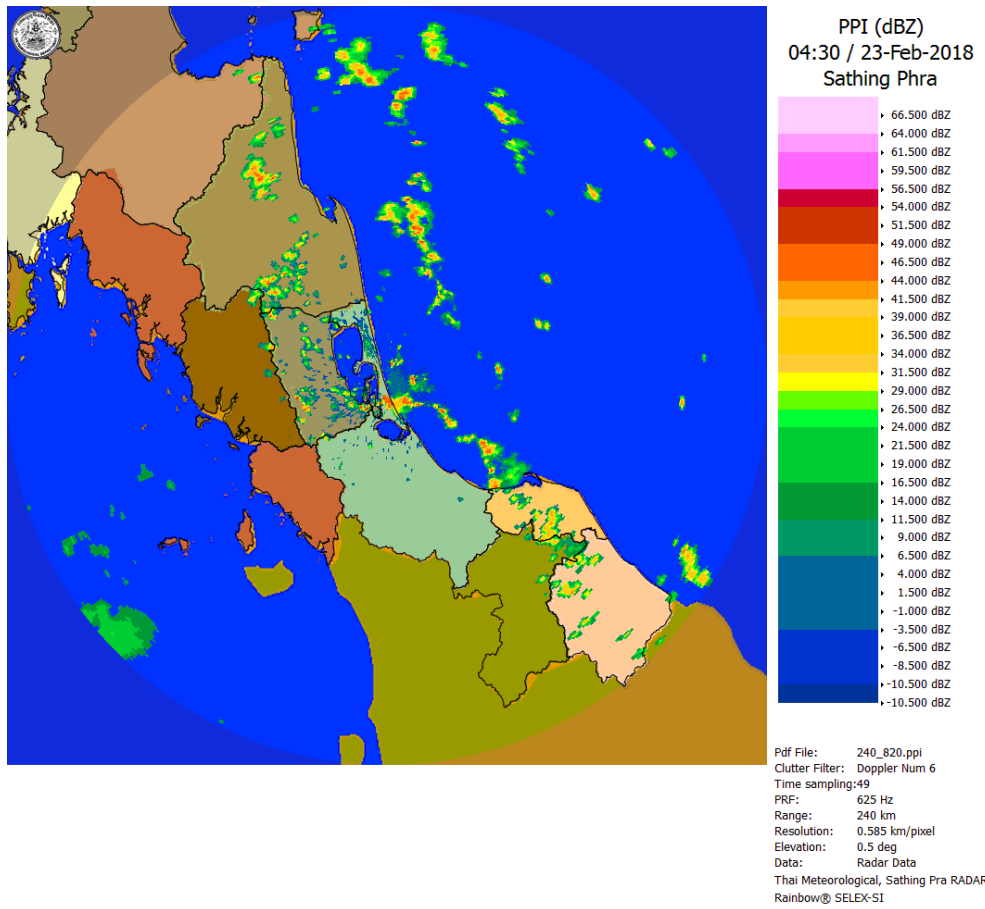 PPI (dBZ)
04:30 / 23-Feb-2018
Sathing Phra
66.500 dBZ
64.000 dBZ
61.500 dBZ
59.500 dBZ
56.500 dBZ
54.000 dBZ
51.500 dBZ
49.000 dBZ
46.500 dBZ
44.000 dBZ
41.500 dBZ
39.000 dBZ
36.500 dBZ
34.000 dBZ
31.500 dBZ
29.000 dBZ
26.500 dBZ
24.000 dBZ
21.500 dBZ
19.000 dBZ
16.500 dBZ
14.000 dBZ
11.500 dBZ
9.000 dBZ
6.500 dBZ
4.000 dBZ
1.500 dBZ
-1.000 dBZ
-3.500 dBZ
-6.500 dBZ
-8.500 dBZ
-10.500 dBZ
-10.500 dBZ
Pdf File: 240_820.ppi
Clutter Filter: Doppler Num 6
Time sampling:49
PRF: 625 Hz
Range: 240 km
Resolution: 0.585 km/pixel
Elevation: 0.5 deg
Data: Radar Data
Thai Meteorological, Sathing Pra RADAR
Rainbow® SELEX-SI